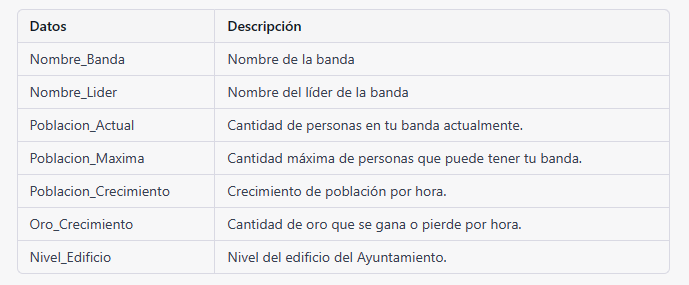 Datos Descripción
Nombre_Banda Nombre de la banda
Nombre_Lider Nombre del líder de la banda
Poblacion_Actual Cantidad de personas en tu banda actualmente.
Poblacion_Maxima Cantidad máxima de personas que puede tener tu banda.
Poblacion_Crecimiento Crecimiento de población por hora.
Oro_Crecimiento Cantidad de oro que se gana o pierde por hora.
Nivel_Edificio Nivel del edificio del Ayuntamiento.